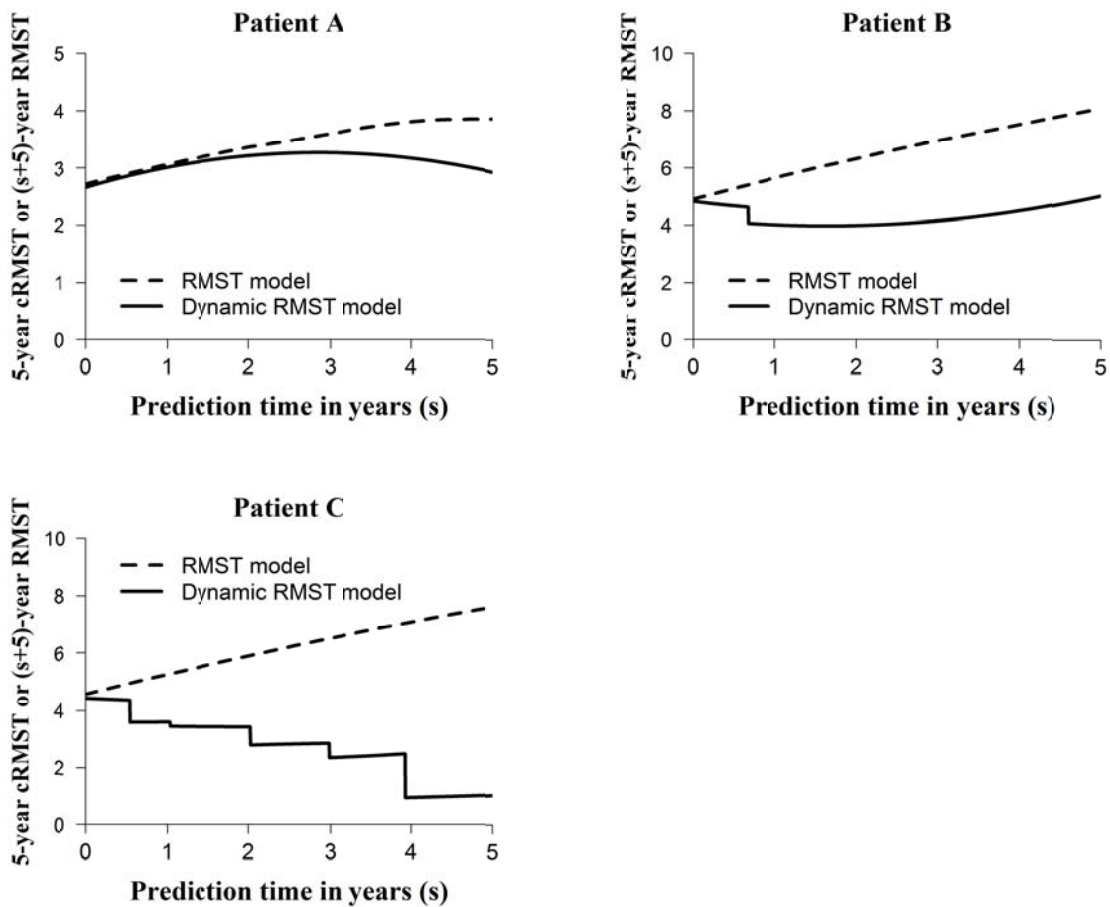 Patient A
5-year cRMST or (s+5)-year RMST
5
4
3
2
1
0
RMST model
Dynamic RMST model
0 1 2 3 4 5
Prediction time in years (s)
Patient B
5-year cRMST or (s+5)-year RMST
10
8
6
4
2
0
RMST model
Dynamic RMST model
0 1 2 3 4 5
Prediction time in years (s)
Patient C
5-year cRMST or (s+5)-year RMST
10
8
6
4
2
0
RMST model
Dynamic RMST model
0 1 2 3 4 5
Prediction time in years (s)